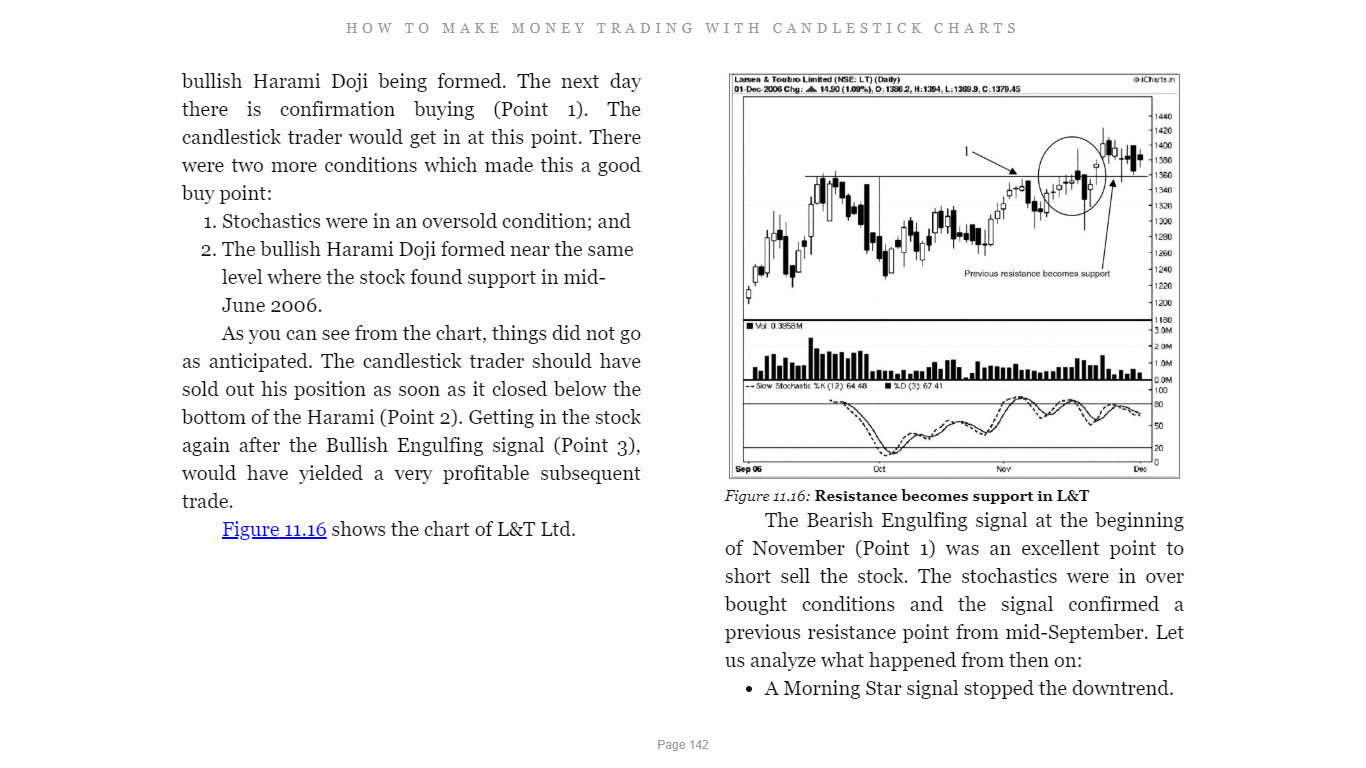 HOW TO MAKE MONEY TRADING WITH CANDLESTICK CHARTS
bullish Harami Doji being formed. The next day
there is confirmation buying (Point 1). The
candlestick trader would get in at this point. There
were two more conditions which made this a good
buy point:
1. Stochastics were in an oversold condition; and
2. The bullish Harami Doji formed near the same
level where the stock found support in mid-
June 2006.
As you can see from the chart, things did not go
as anticipated. The candlestick trader should have
sold out his position as soon as it closed below the
bottom of the Harami (Point 2). Getting in the stock
again after the Bullish Engulfing signal (Point 3),
would have yielded a very profitable subsequent
trade.
Figure 11.16 shows the chart of L&T Ltd.
Larsen & Toubro Limited (NSE: LT) (Daily)
© iCharts.in
01-Dec-2006 Chg: 14.90 (1.09%), O:1386.2, H:1394, L:1369.9, C:1379.45
1440
1420
1400
1380
1360
1340
1320
1300
1280
1260
1240
1220
1200
1180
1
Previous resistance becomes support
Vol: 0.3858M
3.0M
2.0M
1.0M
0.0M
Slow Stochastic %K (12): 64.48 %D (3): 67.41
100
80
50
20
0
Sep 06 Oct Nov Dec
Figure 11.16: Resistance becomes support in L&T
The Bearish Engulfing signal at the beginning
of November (Point 1) was an excellent point to
short sell the stock. The stochastics were in over
bought conditions and the signal confirmed a
previous resistance point from mid-September. Let
us analyze what happened from then on:
• A Morning Star signal stopped the downtrend.
Page 142